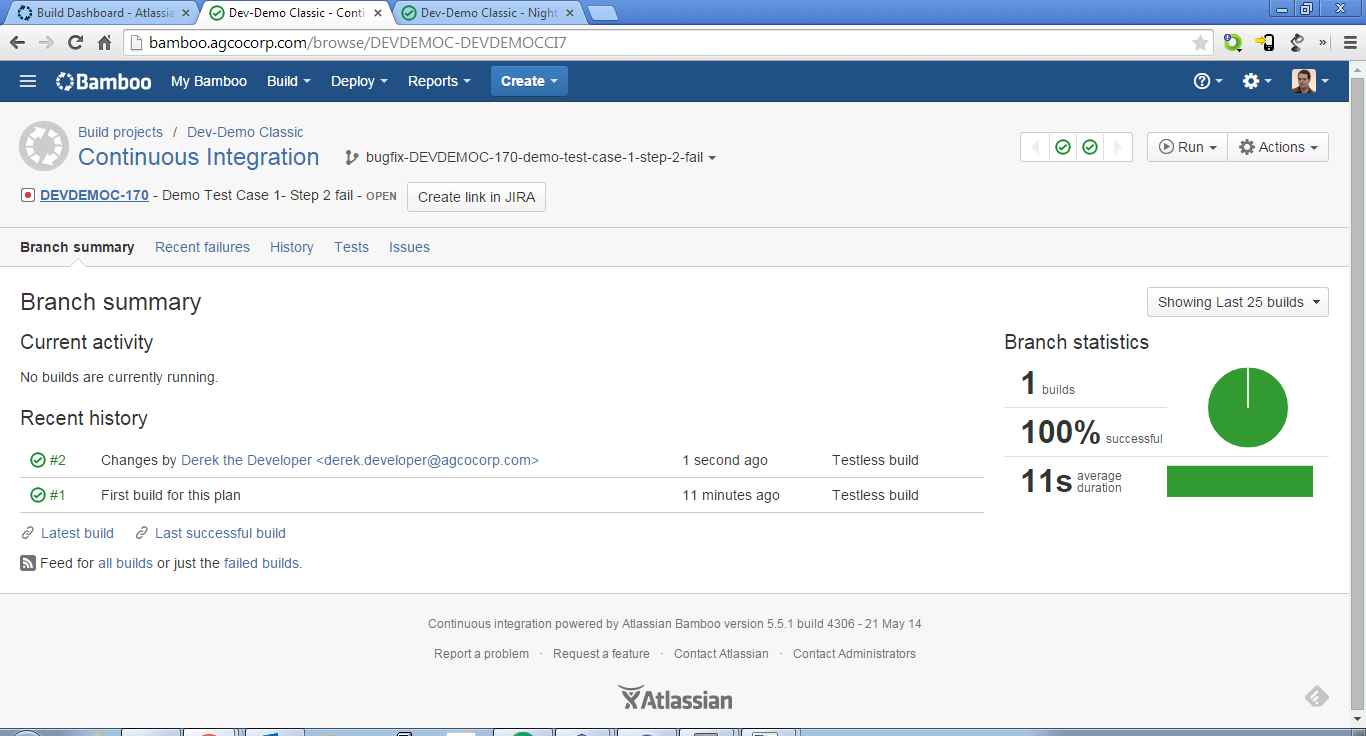 Build Dashboard - Atlassia
Dev-Demo Classic - Conti
Dev-Demo Classic - Night
bamboo.agcocorp.com/browse/DEVDEMOC-DEVDEMOCCI7
»
Bamboo My Bamboo Build Deploy Reports Create
Build projects / Dev-Demo Classic
Continuous Integration bugfix-DEVDEMOC-170-demo-test-case-1-step-2-fail
Run Actions
DEVDEMOC-170 - Demo Test Case 1- Step 2 fail - OPEN Create link in JIRA
Branch summary Recent failures History Tests Issues
Branch summary
Showing Last 25 builds
Current activity
No builds are currently running.
Recent history
#2 Changes by Derek the Developer <derek.developer@agcocorp.com> 1 second ago Testless build
#1 First build for this plan 11 minutes ago Testless build
Latest build Last successful build
Feed for all builds or just the failed builds.
Branch statistics
1 builds
100% successful
11s average
duration
Continuous integration powered by Atlassian Bamboo version 5.5.1 build 4306 - 21 May 14
Report a problem · Request a feature · Contact Atlassian · Contact Administrators
Atlassian